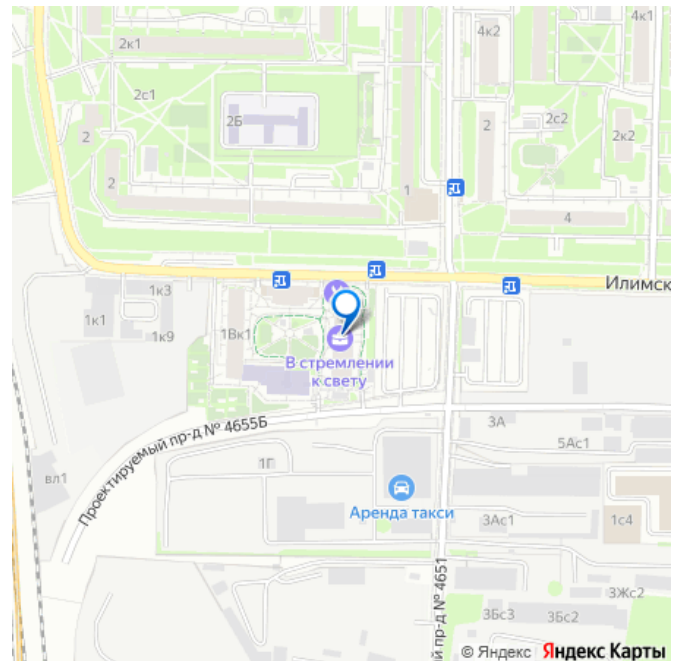 2к1
4к2
4к1
2с1
2Б
2
2
2с2
2
2к2
1
4
Илимск
1к3
1к1
1к9
1Вк1
В стремлении
к свету
Проектируемый пр-д № 4655Б
3А
5Ас1
вл1
1Г
Аренда такси
3Ас1
1с4
й пр-д № 4651
3Жс2
3Бс3
3Бс2
© Яндекс Яндекс Карты